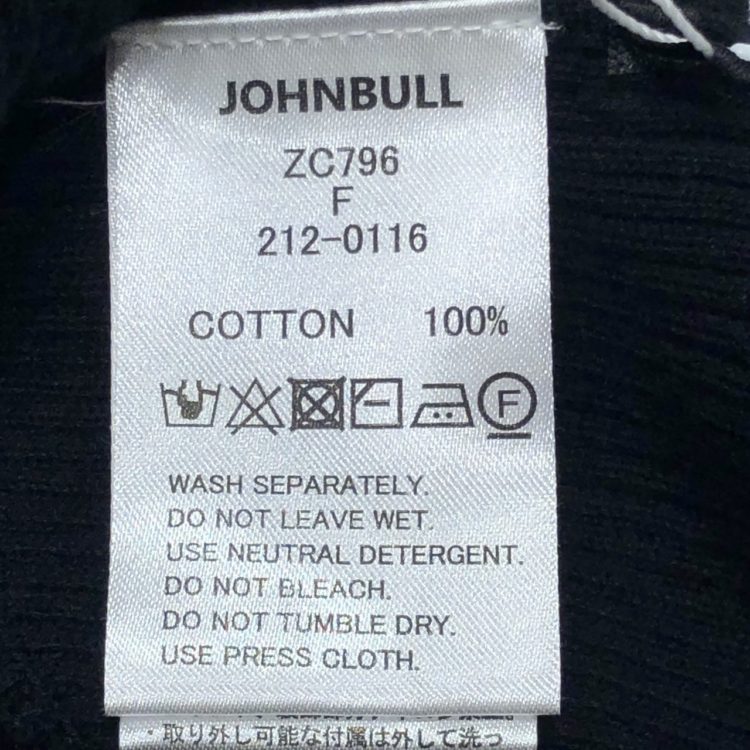 JOHNBULL
ZC796
F
212-0116
COTTON 100%
F
WASH SEPARATELY.
DO NOT LEAVE WET.
USE NEUTRAL DETERGENT.
DO NOT BLEACH.
DO NOT TUMBLE DRY.
USE PRESS CLOTH.
・取り外し可能な付属は外して洗っ